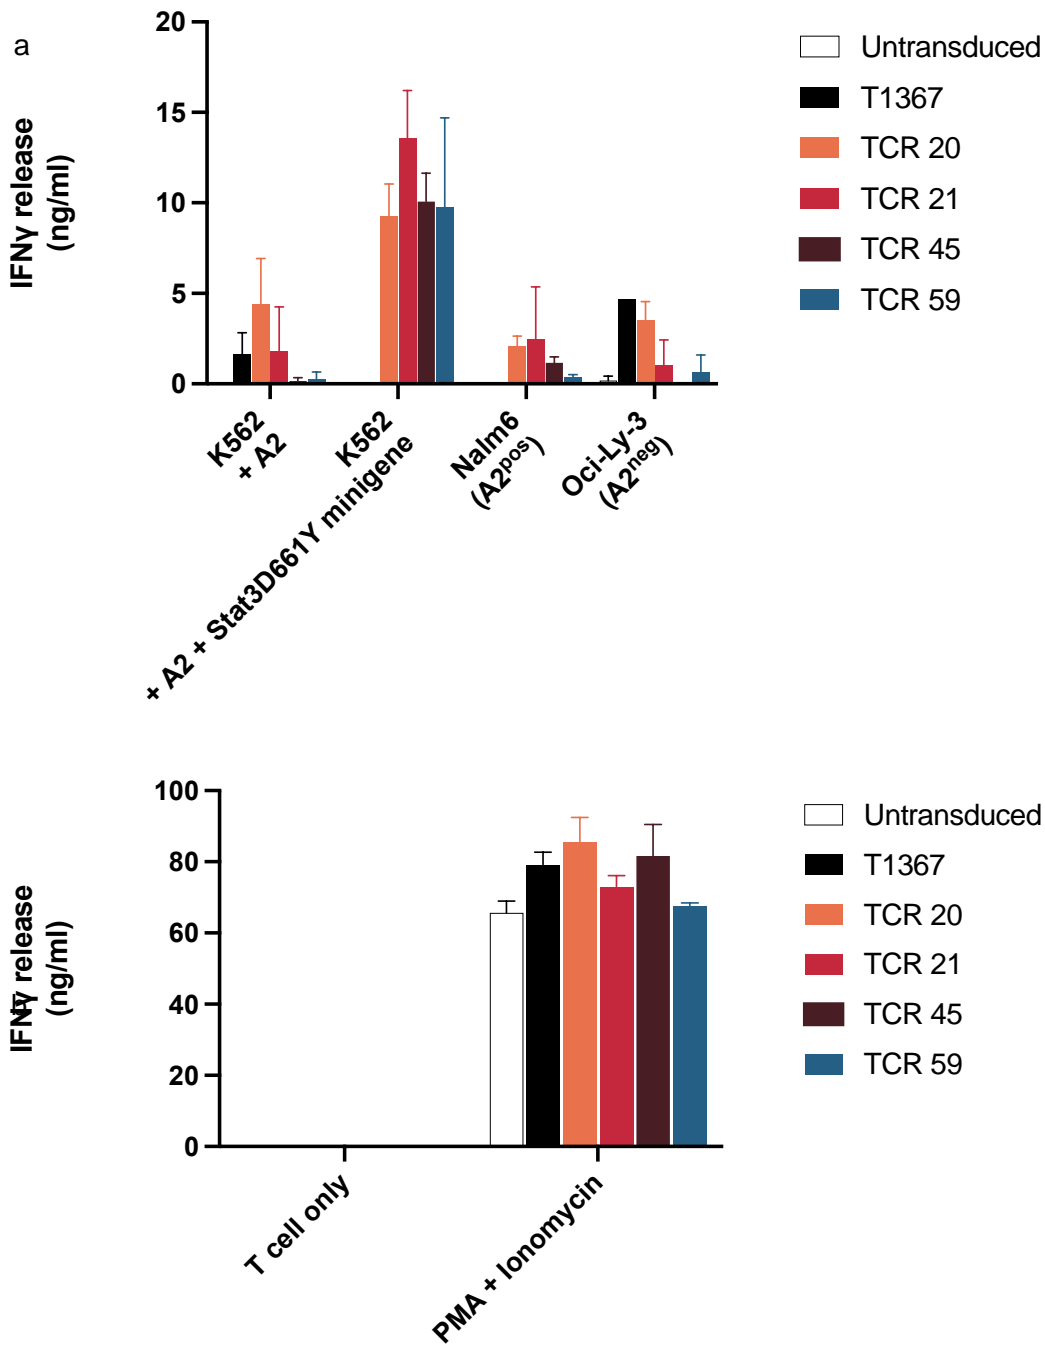 a
IFNγ release
(ng/ml)
20
15
10
5
0
K562
+ A2
K562
+ A2 + Stat3D661Y minigene
Nalm6
(A2pos)
Oci-Ly-3
(A2neg)
Untransduced
T1367
TCR 20
TCR 21
TCR 45
TCR 59
IFNγ release
(ng/ml)
100
80
60
40
20
0
T cell only
PMA + Ionomycin
Untransduced
T1367
TCR 20
TCR 21
TCR 45
TCR 59